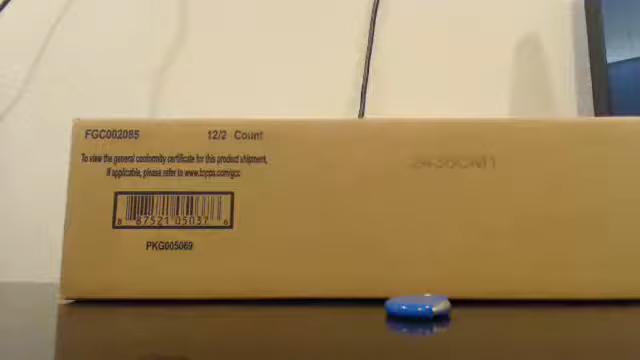 FGC002085 12/2 Count
To view the general conformity certificate for this product shipment,
if applicable, please refer to www.topps.com/gcc
8 87521 05037 6
PKG005069